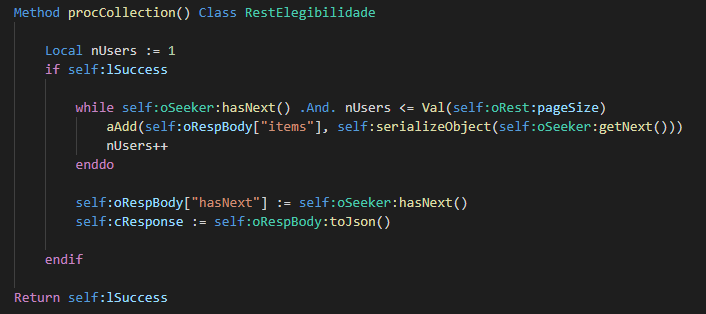 Method procCollection() Class RestElegibilidade
Local nUsers := 1
if self:lSuccess
while self:oSeeker:hasNext() .And. nUsers <= Val(self:oRest:pageSize)
aAdd(self:oRespBody["items"], self:serializeObject(self:oSeeker:getNext()))
nUsers++
enddo
self:oRespBody["hasNext"] := self:oSeeker:hasNext()
self:cResponse := self:oRespBody:toJson()
endif
Return self:lSuccess